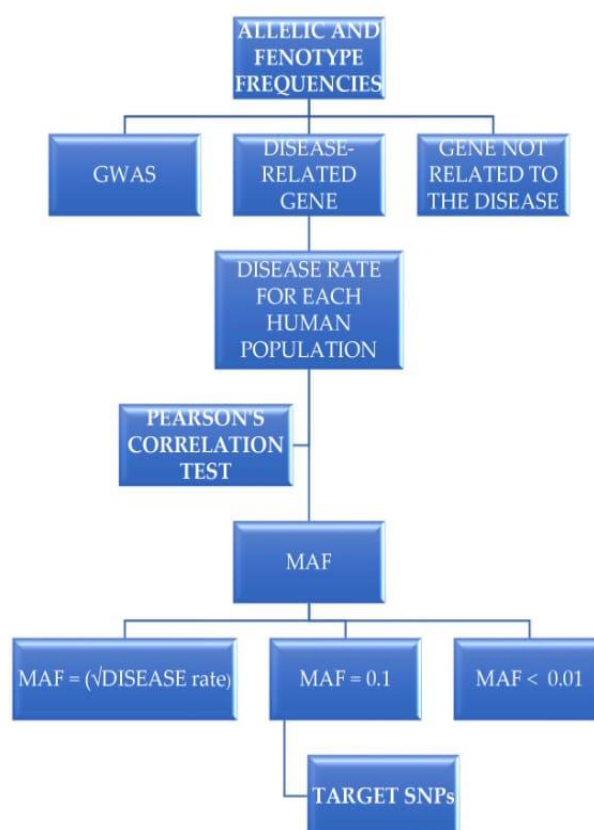 ALLELIC AND
FENOTYPE
FREQUENCIES
GWAS
DISEASE-
RELATED
GENE
GENE NOT
RELATED TO
THE DISEASE
DISEASE RATE
FOR EACH
HUMAN
POPULATION
PEARSON'S
CORRELATION
TEST
MAF
MAF = (√DISEASE rate)
MAF = 0.1
MAF < 0.01
TARGET SNPs